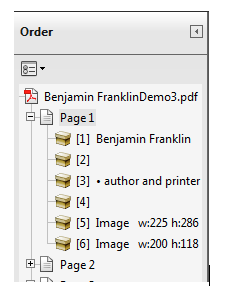 Order
Benjamin FranklinDemo3.pdf
Page 1
[1] Benjamin Franklin
[2]
[3] • author and printer
[4]
[5] Image w:225 h:286
[6] Image w:200 h:118
Page 2